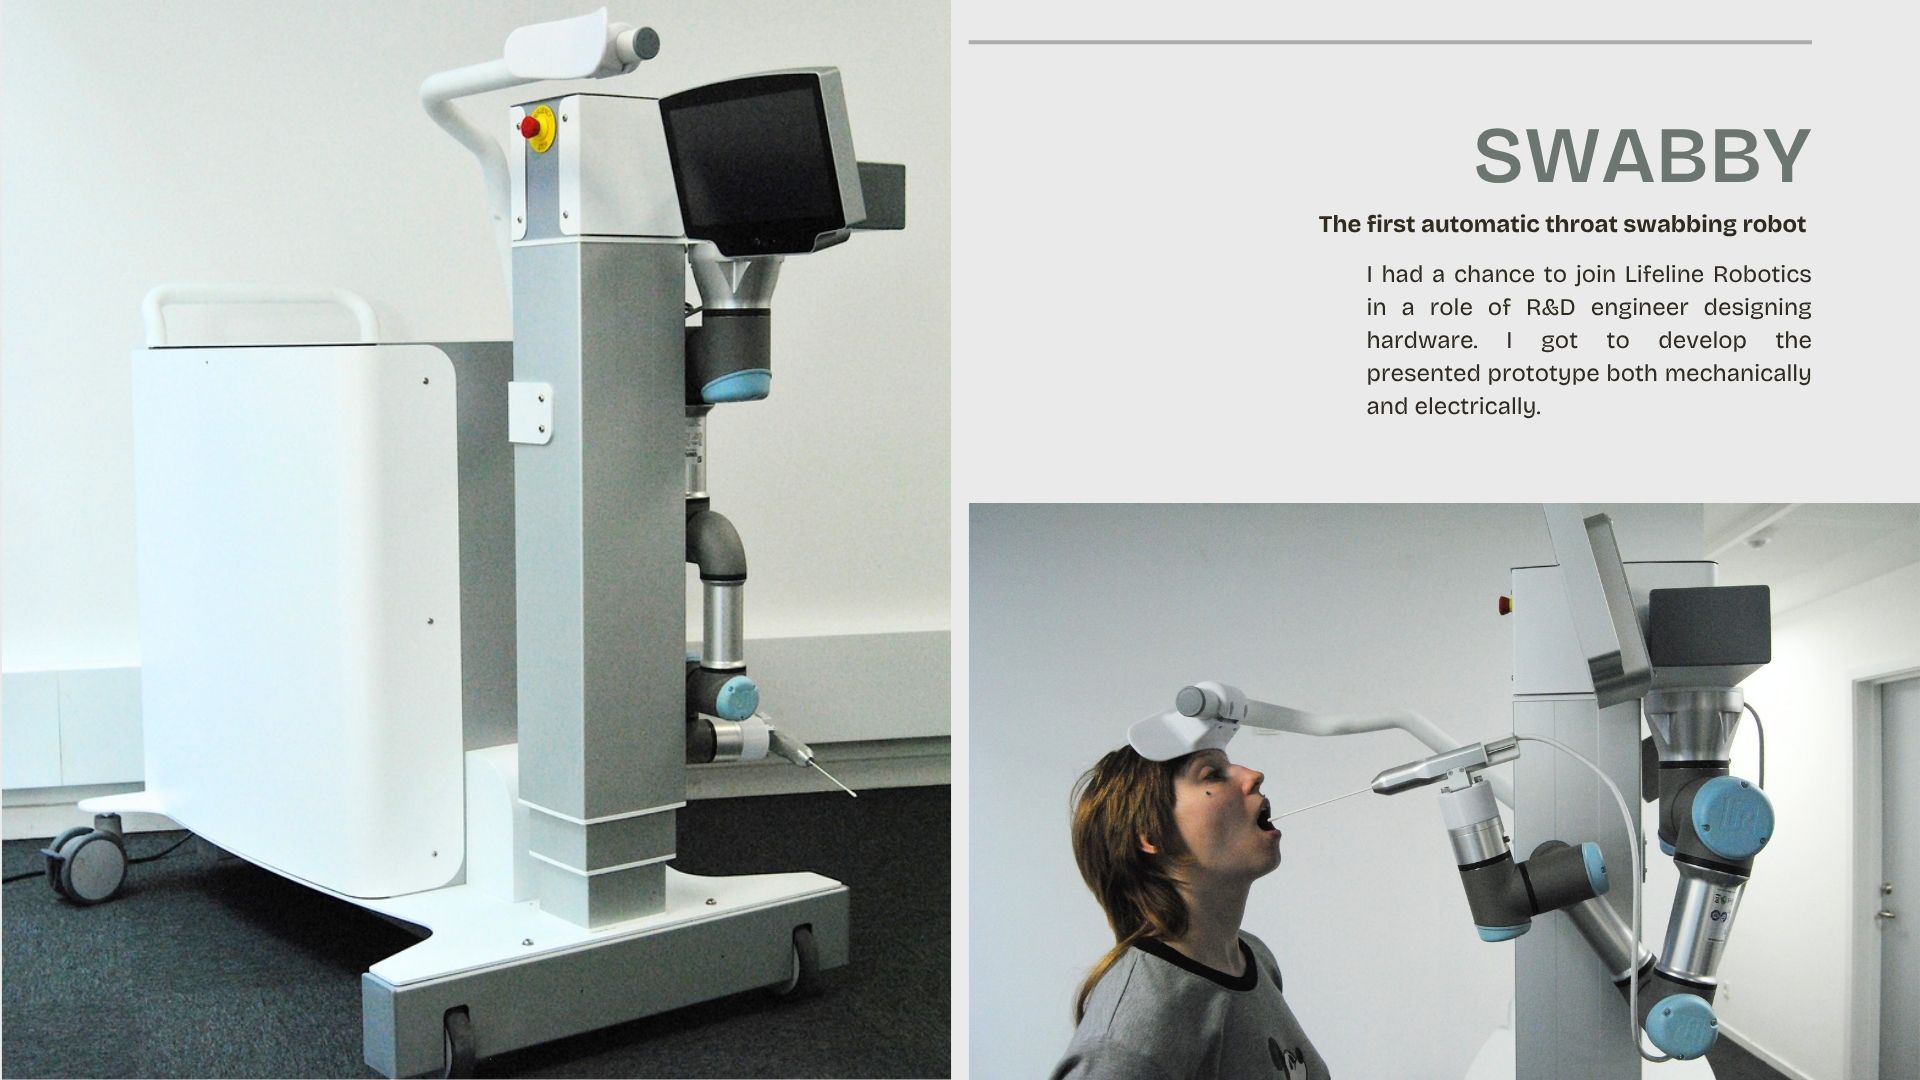 SWABBY
The first automatic throat swabbing robot
I had a chance to join Lifeline Robotics
in a role of R&D engineer designing
hardware. I got to develop the
presented prototype both mechanically
and electrically.